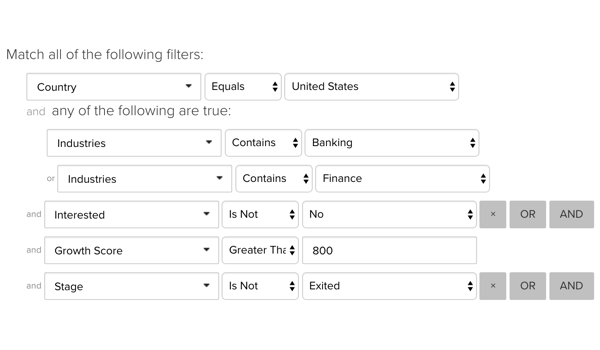 Match all of the following filters:
Country Equals United States
and any of the following are true:
Industries Contains Banking
or Industries Contains Finance
and Interested Is Not No × OR AND
and Growth Score Greater Tha 800
and Stage Is Not Exited × OR AND